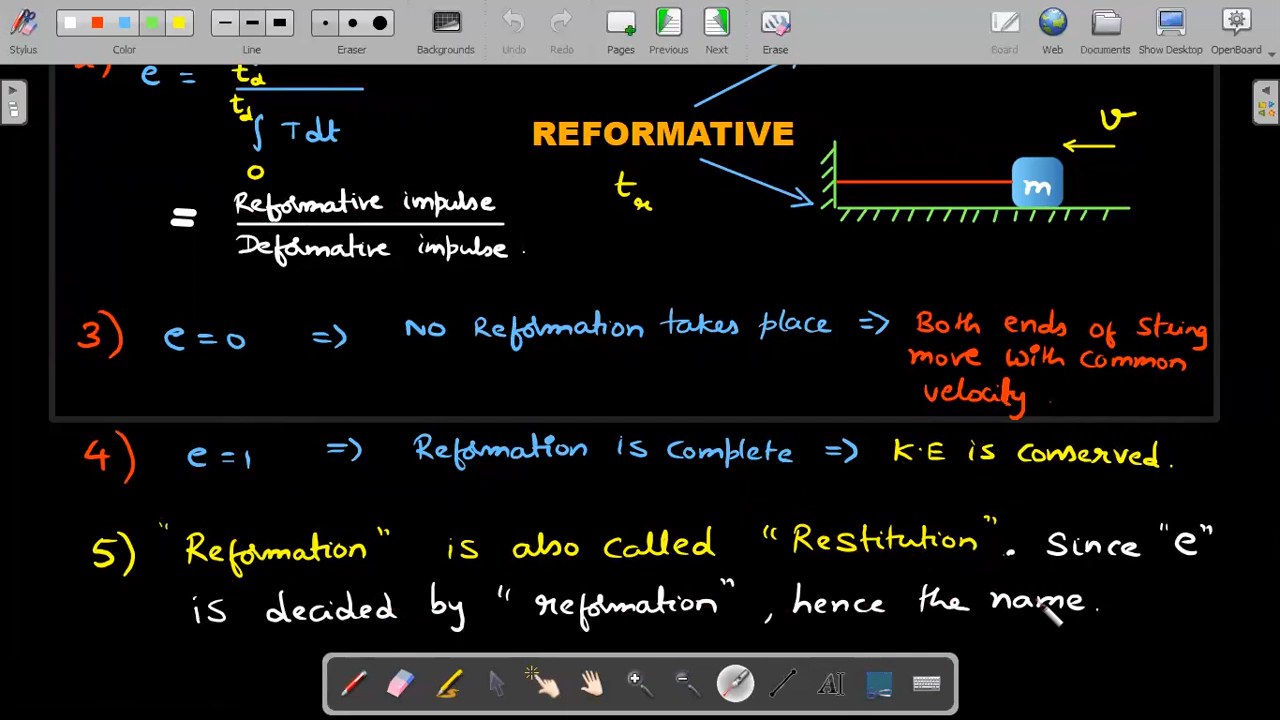 Stylus
Color
Line
Eraser
Backgrounds
Undo
Redo
Pages
Previous
Next
Erase
Board
Web
Documents
Show Desktop
OpenBoard
e =
td
td
∫ T dt
0
REFORMATIVE
tr
v
m
= Reformative impulse
Deformative impulse.
3) e = 0 => No Reformation takes place => Both ends of string
move with common
velocity.
4) e = 1 => Reformation is complete => K.E is conserved.
5) "Reformation" is also called "Restitution". Since "e"
is decided by "reformation", hence the name.